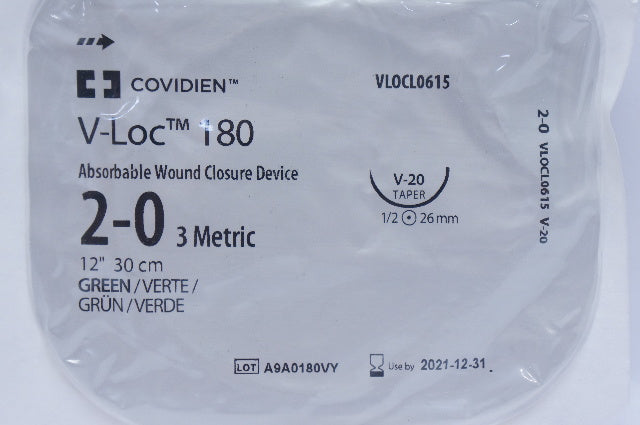 COVIDIEN™
VLOCL0615
V-Loc™ 180
Absorbable Wound Closure Device
2-0 3 Metric
12" 30 cm
GREEN/VERTE/
GRÜN/VERDE
V-20
TAPER
1/2 26 mm
2-0 VLOCL0615 V-20
LOT A9A0180VY
Use by 2021-12-31.